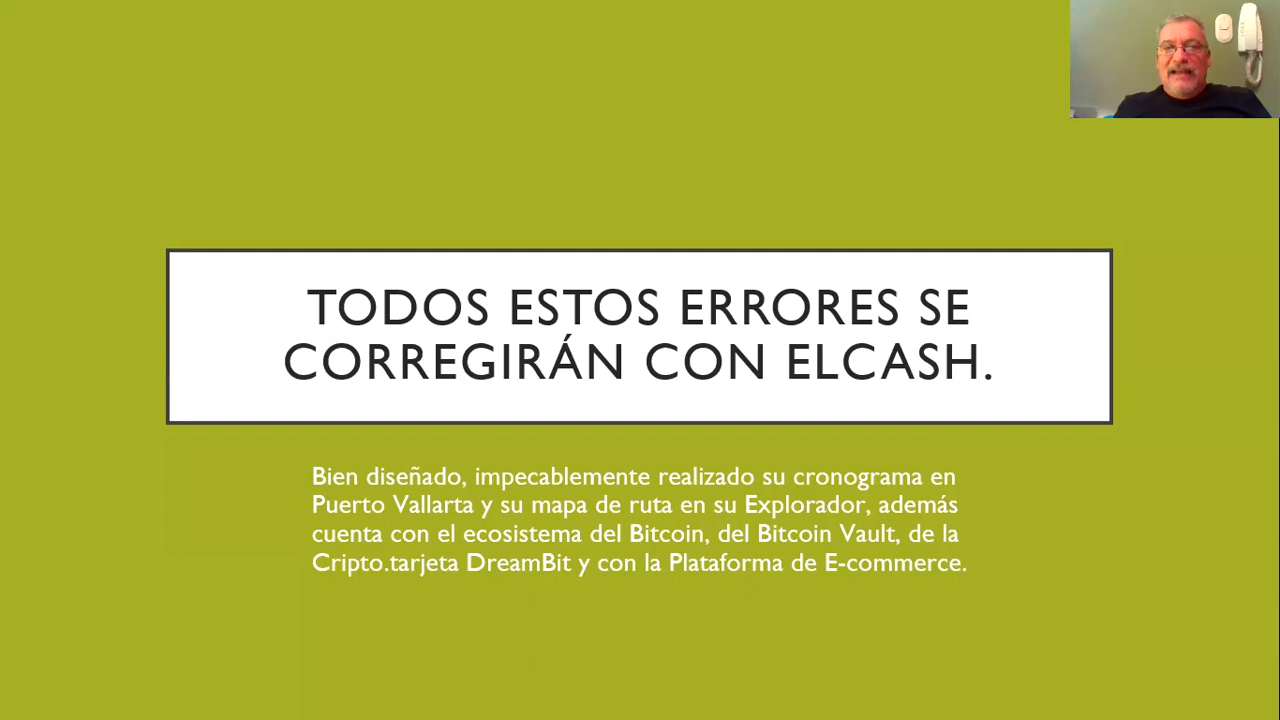 TODOS ESTOS ERRORES SE
CORREGIRÁN CON ELCASH.
Bien diseñado, impecablemente realizado su cronograma en
Puerto Vallarta y su mapa de ruta en su Explorador, además
cuenta con el ecosistema del Bitcoin, del Bitcoin Vault, de la
Cripto.tarjeta DreamBit y con la Plataforma de E-commerce.